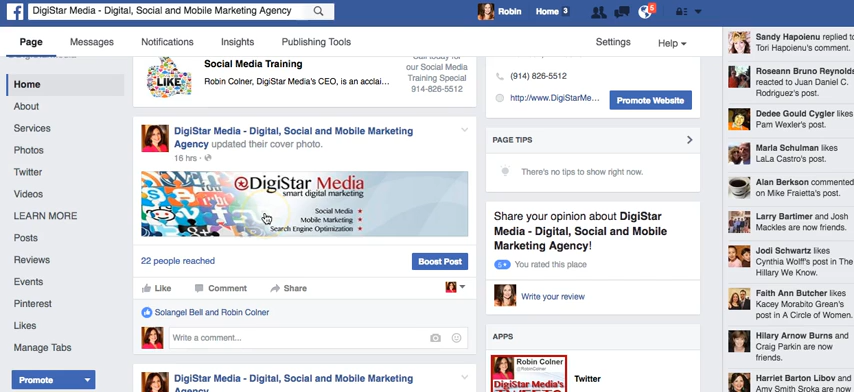 DigiStar Media - Digital, Social and Mobile Marketing Agency
Robin
Home 3
5
Page
Messages
Notifications
Insights
Publishing Tools
Settings
Help
Home
About
Services
Photos
Twitter
Videos
LEARN MORE
Posts
Reviews
Events
Pinterest
Likes
Manage Tabs
Promote
LIKE
Social Media Training
Robin Colner, DigiStar Media's CEO, is an acclai...
Call today for
our Social Media
Training Special
914-826-5512
DigiStar Media - Digital, Social and Mobile Marketing
Agency updated their cover photo.
16 hrs ·
DigiStar Media
smart digital marketing
Social Media
Mobile Marketing
Search Engine Optimization
22 people reached
Boost Post
Like
Comment
Share
Solangel Bell and Robin Colner
Write a comment...
DigiStar Media - Digital, Social and Mobile Marketing
Agency
(914) 826-5512
http://www.DigiStarMe...
Promote Website
PAGE TIPS
There's no tips to show right now.
Share your opinion about DigiStar
Media - Digital, Social and Mobile
Marketing Agency!
5
You rated this place
Write your review
APPS
Robin Colner
@RobinColner
DigiStar Media's
Twitter
Sandy Hapoienu replied to
Tori Hapoienu's comment.
Roseann Bruno Reynolds
reacted to Juan Daniel C.
Rodriguez's post.
Dedee Gould Cygler likes
Pam Wexler's post.
Marla Schulman likes
LaLa Castro's post.
Alan Berkson commented
on Mike Fraietta's post.
Larry Bartimer and Josh
Mackles are now friends.
Jodi Schwartz likes
Cynthia Wolff's post in The
Hillary We Know.
Faith Ann Butcher likes
Kacey Morabito Grean's
post in A Circle of Women.
Hilary Arnow Burns and
Craig Parkin are now
friends.
Harriet Barton Libov and
Amy Smith Sroka are now